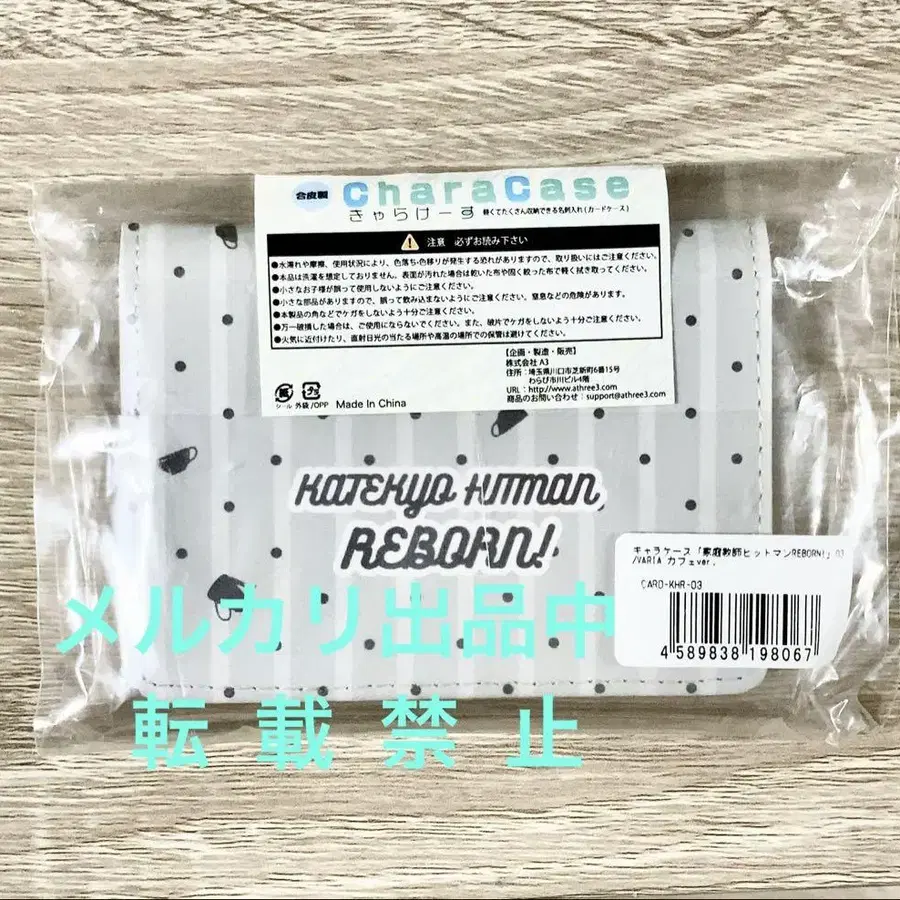 合皮製 CharaCase
きゃらけーす 軽くてたくさん収納できる名刺入れ(カードケース)
注意 必ずお読み下さい
●水濡れや摩擦、使用状況により、色落ち・色移りが発生する恐れがありますので、取り扱いにはご注意ください。
●本品は洗濯を想定しておりません。表面が汚れた場合は乾いた布や固く絞った布で軽く拭き取ってください。
●小さなお子様が誤って使用しないようにご注意ください。
●小さな部品がありますので、誤って飲み込まないようにご注意ください。窒息などの危険があります。
●本製品の角などでケガをしないよう十分ご注意ください。
●万一破損した場合は、ご使用にならないでください。また、破片でケガをしないよう十分ご注意ください。
●火気に近付けたり、直射日光の当たる場所や高温の場所での保管は避けてください。
【企画・製造・販売】
株式会社 A3
住所:埼玉県川口市芝新町6番15号
わらび市川ビル4階
URL:http://www.athree3.com
商品のお問い合わせ:support@athree3.com
紙 プラ
シール 外袋/OPP Made In China
KATEKYO HITMAN
REBORN!
キャラケース「家庭教師ヒットマンREBORN!」03
/VARIA カフェver.
CARD-KHR-03
4 589838 198067
メルカリ出品中
転載禁止